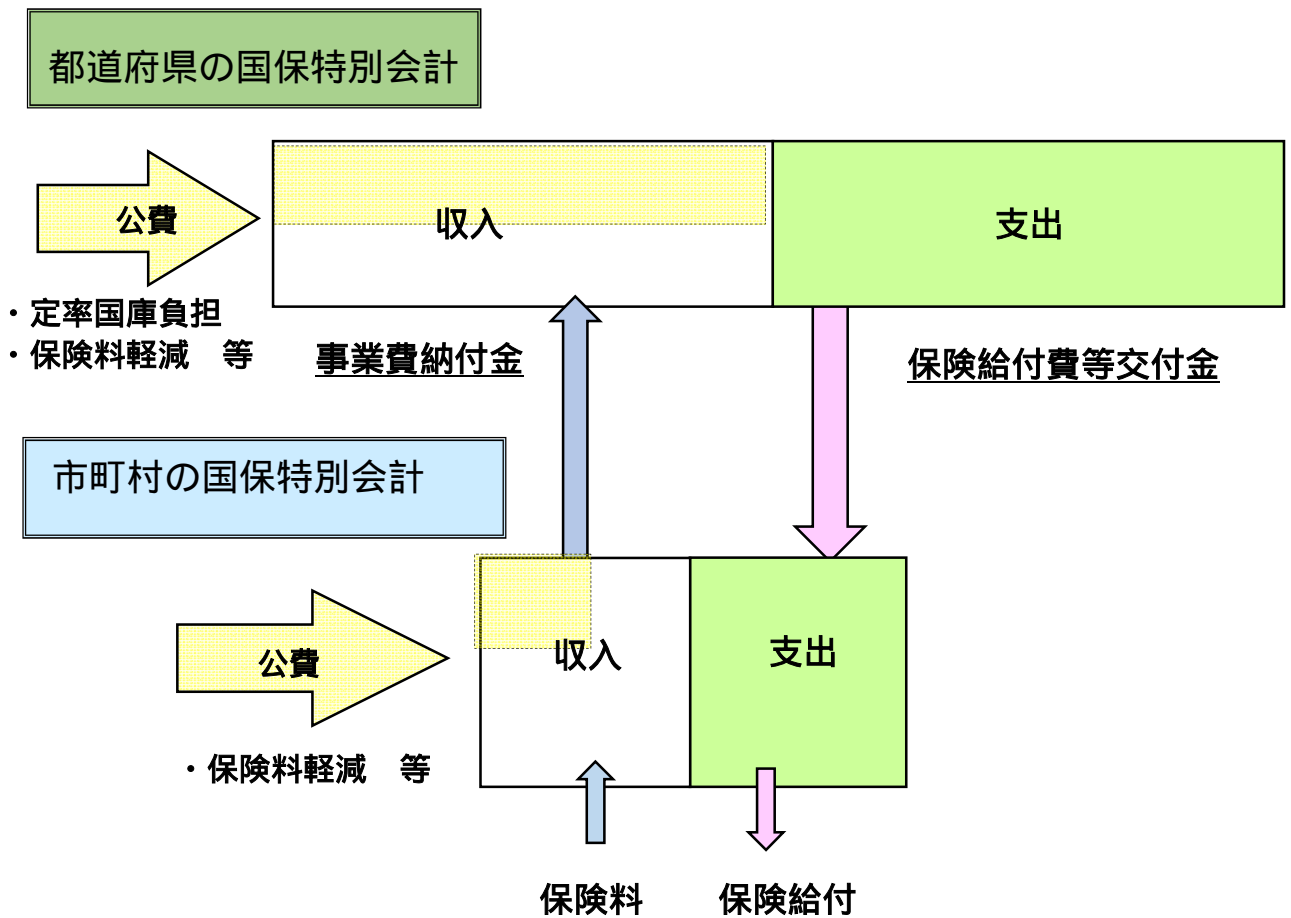 都道府県の国保特別会計
公費
収入
支出
・定率国庫負担
・保険料軽減　等
事業費納付金
保険給付費等交付金
市町村の国保特別会計
公費
収入
支出
・保険料軽減　等
保険料
保険給付